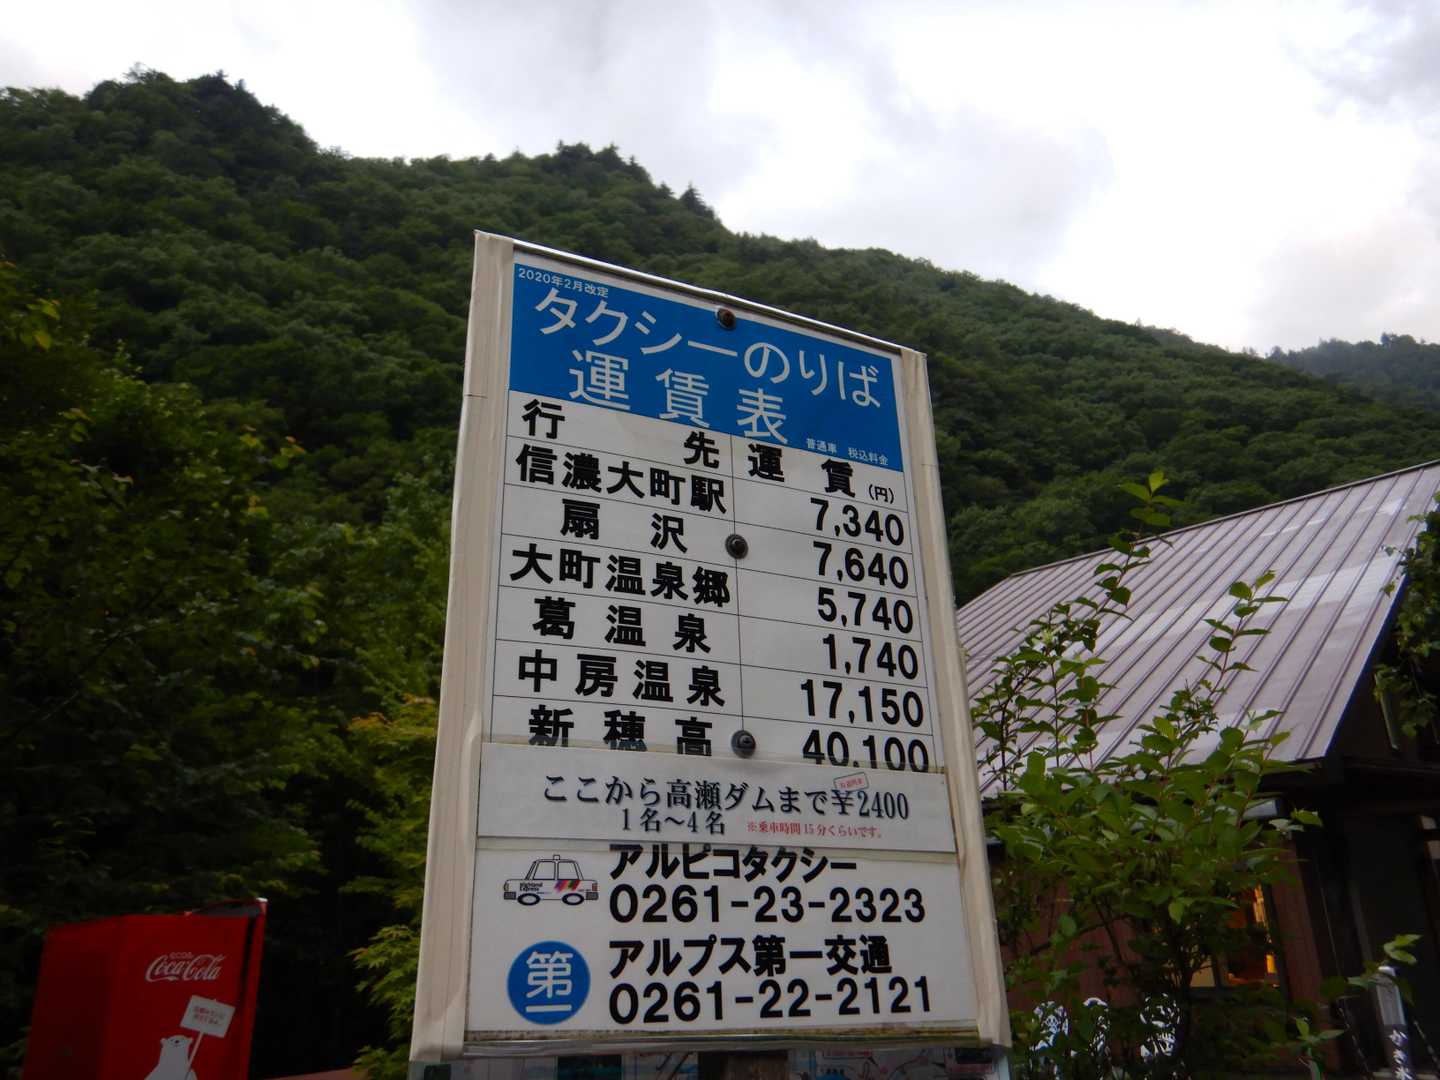 2020年2月改定
タクシーのりば
運賃表
普通車 税込料金
行先 運賃(円)
信濃大町駅 7,340
扇沢 7,640
大町温泉郷 5,740
葛温泉 1,740
中房温泉 17,150
新穂高 40,100
ここから高瀬ダムまで¥2400
1名~4名 ※乗車時間15分くらいです。
アルピコタクシー
Highland Express
0261-23-2323
第一
アルプス第一交通
0261-22-2121
Coca-Cola
かき氷